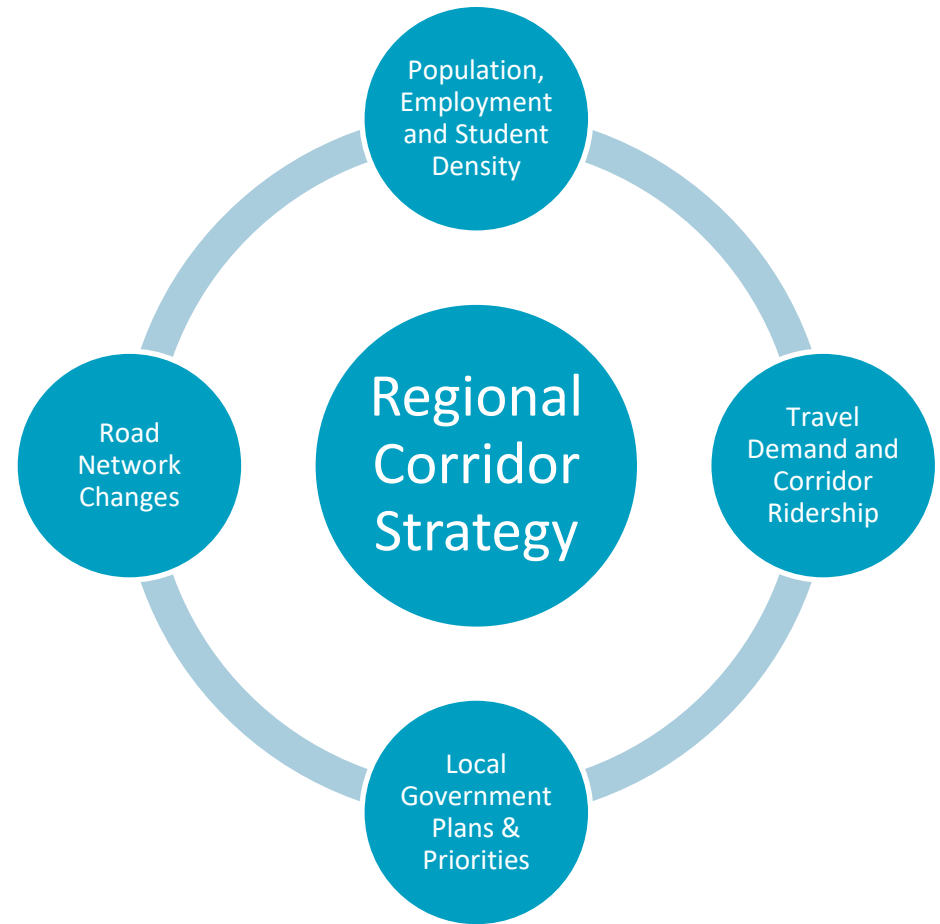 Population,
Employment
and Student
Density
Regional
Corridor
Strategy
Road
Network
Changes
Travel
Demand and
Corridor
Ridership
Local
Government
Plans &
Priorities